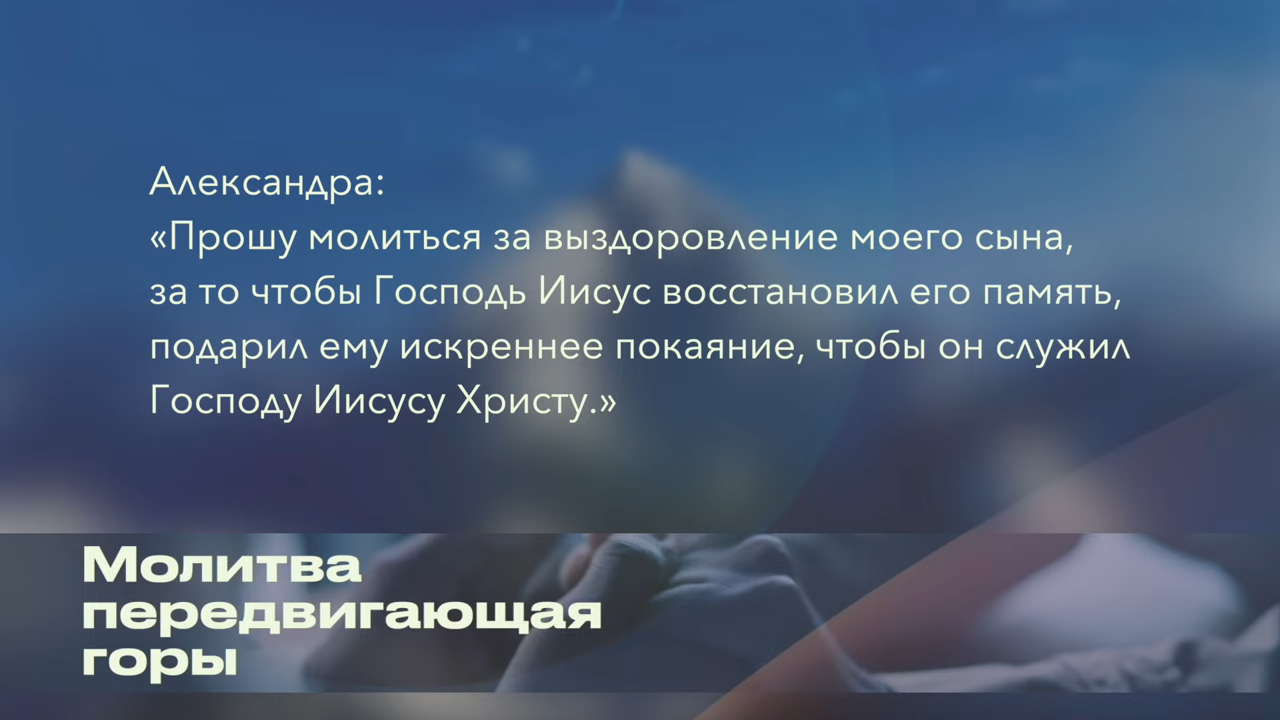 Александра:
«Прошу молиться за выздоровление моего сына,
за то чтобы Господь Иисус восстановил его память,
подарил ему искреннее покаяние, чтобы он служил
Господу Иисусу Христу.»
Молитва
передвигающая
горы